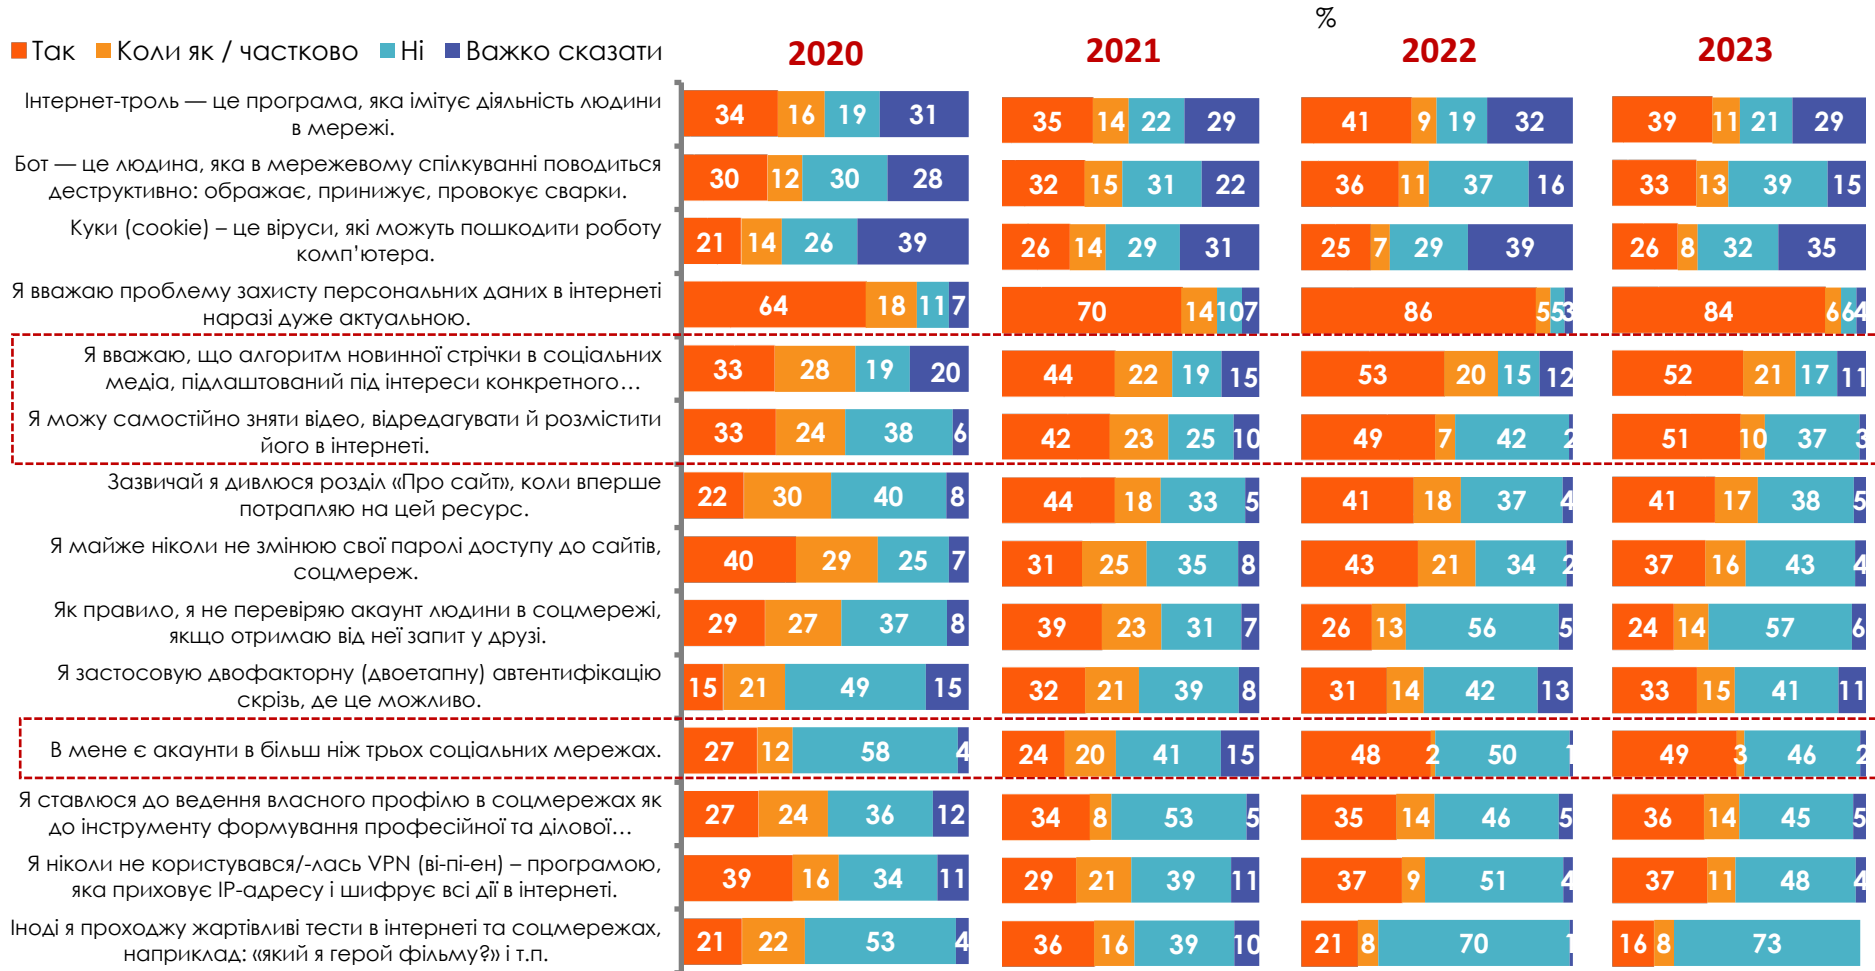 %
Так Коли як / частково Ні Важко сказати 2020 2021 2022 2023
Інтернет-троль — це програма, яка імітує діяльність людини
в мережі.
34 16 19 31 35 14 22 29 41 9 19 32 39 11 21 29
Бот — це людина, яка в мережевому спілкуванні поводиться
деструктивно: ображає, принижує, провокує сварки.
30 12 30 28 32 15 31 22 36 11 37 16 33 13 39 15
Куки (cookie) – це віруси, які можуть пошкодити роботу
комп’ютера.
21 14 26 39 26 14 29 31 25 7 29 39 26 8 32 35
Я вважаю проблему захисту персональних даних в інтернеті
наразі дуже актуальною.
64 18 11 7 70 14 10 7 86 5 5 3 84 6 6 4
Я вважаю, що алгоритм новинної стрічки в соціальних
медіа, підлаштований під інтереси конкретного…
33 28 19 20 44 22 19 15 53 20 15 12 52 21 17 11
Я можу самостійно зняти відео, відредагувати й розмістити
його в інтернеті.
33 24 38 6 42 23 25 10 49 7 42 2 51 10 37 3
Зазвичай я дивлюся розділ «Про сайт», коли вперше
потрапляю на цей ресурс.
22 30 40 8 44 18 33 5 41 18 37 4 41 17 38 5
Я майже ніколи не змінюю свої паролі доступу до сайтів,
соцмереж.
40 29 25 7 31 25 35 8 43 21 34 2 37 16 43 4
Як правило, я не перевіряю акаунт людини в соцмережі,
якщо отримаю від неї запит у друзі.
29 27 37 8 39 23 31 7 26 13 56 5 24 14 57 6
Я застосовую двофакторну (двоетапну) автентифікацію
скрізь, де це можливо.
15 21 49 15 32 21 39 8 31 14 42 13 33 15 41 11
В мене є акаунти в більш ніж трьох соціальних мережах.
27 12 58 4 24 20 41 15 48 2 50 1 49 3 46 2
Я ставлюся до ведення власного профілю в соцмережах як
до інструменту формування професійної та ділової…
27 24 36 12 34 8 53 5 35 14 46 5 36 14 45 5
Я ніколи не користувався/-лась VPN (ві-пі-ен) – програмою,
яка приховує IP-адресу і шифрує всі дії в інтернеті.
39 16 34 11 29 21 39 11 37 9 51 4 37 11 48 4
Іноді я проходжу жартівливі тести в інтернеті та соцмережах,
наприклад: «який я герой фільму?» і т.п.
21 22 53 4 36 16 39 10 21 8 70 1 16 8 73